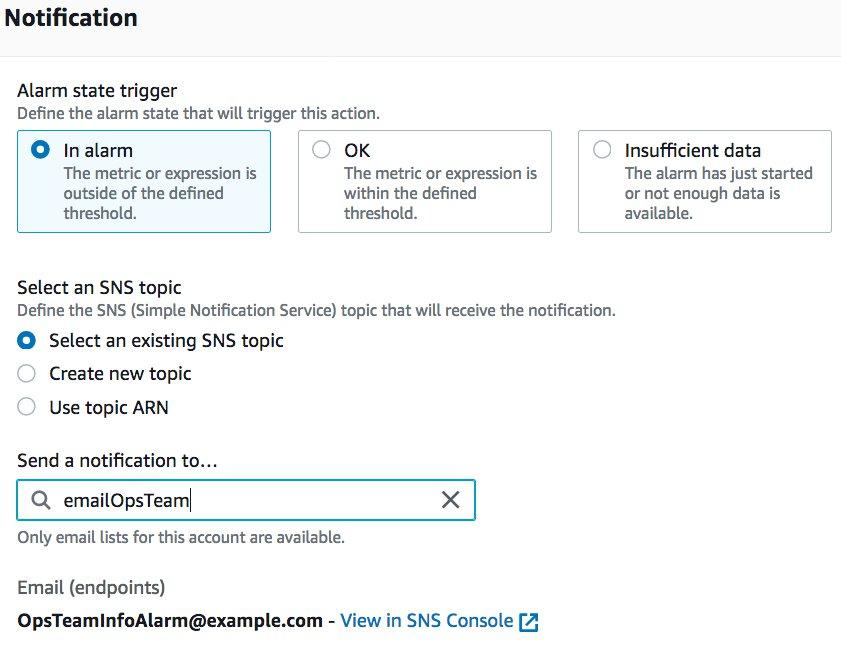 Notification
Alarm state trigger
Define the alarm state that will trigger this action.
In alarm
The metric or expression is
outside of the defined
threshold.
OK
The metric or expression is
within the defined
threshold.
Insufficient data
The alarm has just started
or not enough data is
available.
Select an SNS topic
Define the SNS (Simple Notification Service) topic that will receive the notification.
Select an existing SNS topic
Create new topic
Use topic ARN
Send a notification to...
emailOpsTeam
Only email lists for this account are available.
Email (endpoints)
OpsTeamInfoAlarm@example.com - View in SNS Console